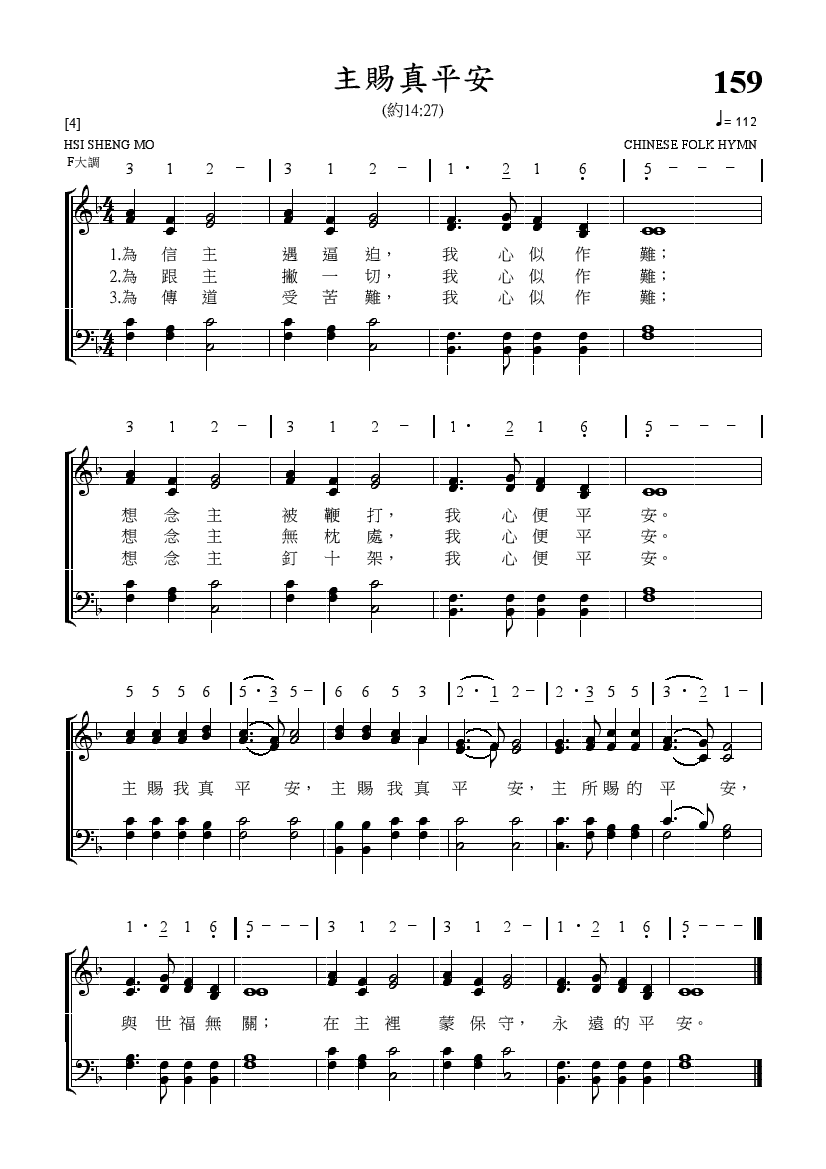 主賜真平安
159
(約14:27)
[4]
♩= 112
HSI SHENG MO
CHINESE FOLK HYMN
F大調
3 1 2 – | 3 1 2 – | 1 · 2 1 6 | 5 – – – |
1.為信主 遇逼迫， 我 心似作 難；
2.為跟主 撇一切， 我 心似作 難；
3.為傳道 受苦難， 我 心似作 難；
3 1 2 – | 3 1 2 – | 1 · 2 1 6 | 5 – – – |
想念主 被鞭打， 我 心便平 安。
想念主 無枕處， 我 心便平 安。
想念主 釘十架， 我 心便平 安。
5 5 5 6 | 5 · 3 5 – | 6 6 5 3 | 2 · 1 2 – | 2 · 3 5 5 | 3 · 2 1 – |
主賜我真 平 安， 主賜我真 平 安， 主 所賜的 平 安，
1 · 2 1 6 | 5 – – – | 3 1 2 – | 3 1 2 – | 1 · 2 1 6 | 5 – – –
與 世福無 關； 在主裡 蒙保守， 永 遠的平 安。